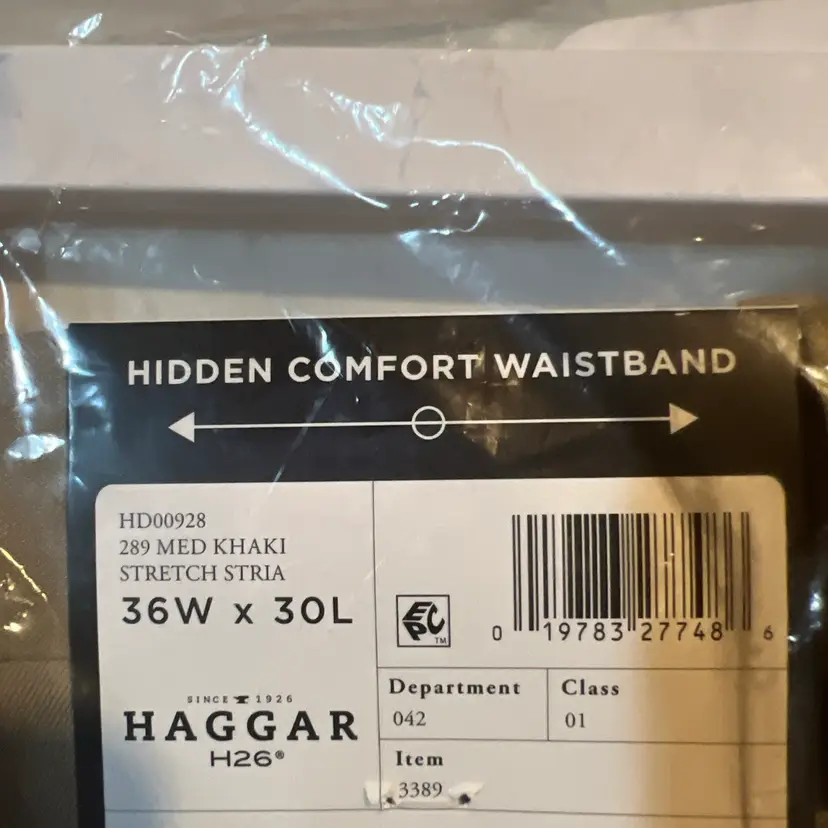 HIDDEN COMFORT WAISTBAND
HD00928
289 MED KHAKI
STRETCH STRIA
36W x 30L
SINCE 1926
HAGGAR
H26®
EPC™
0 19783 27748 6
Department
042
Class
01
Item
3389